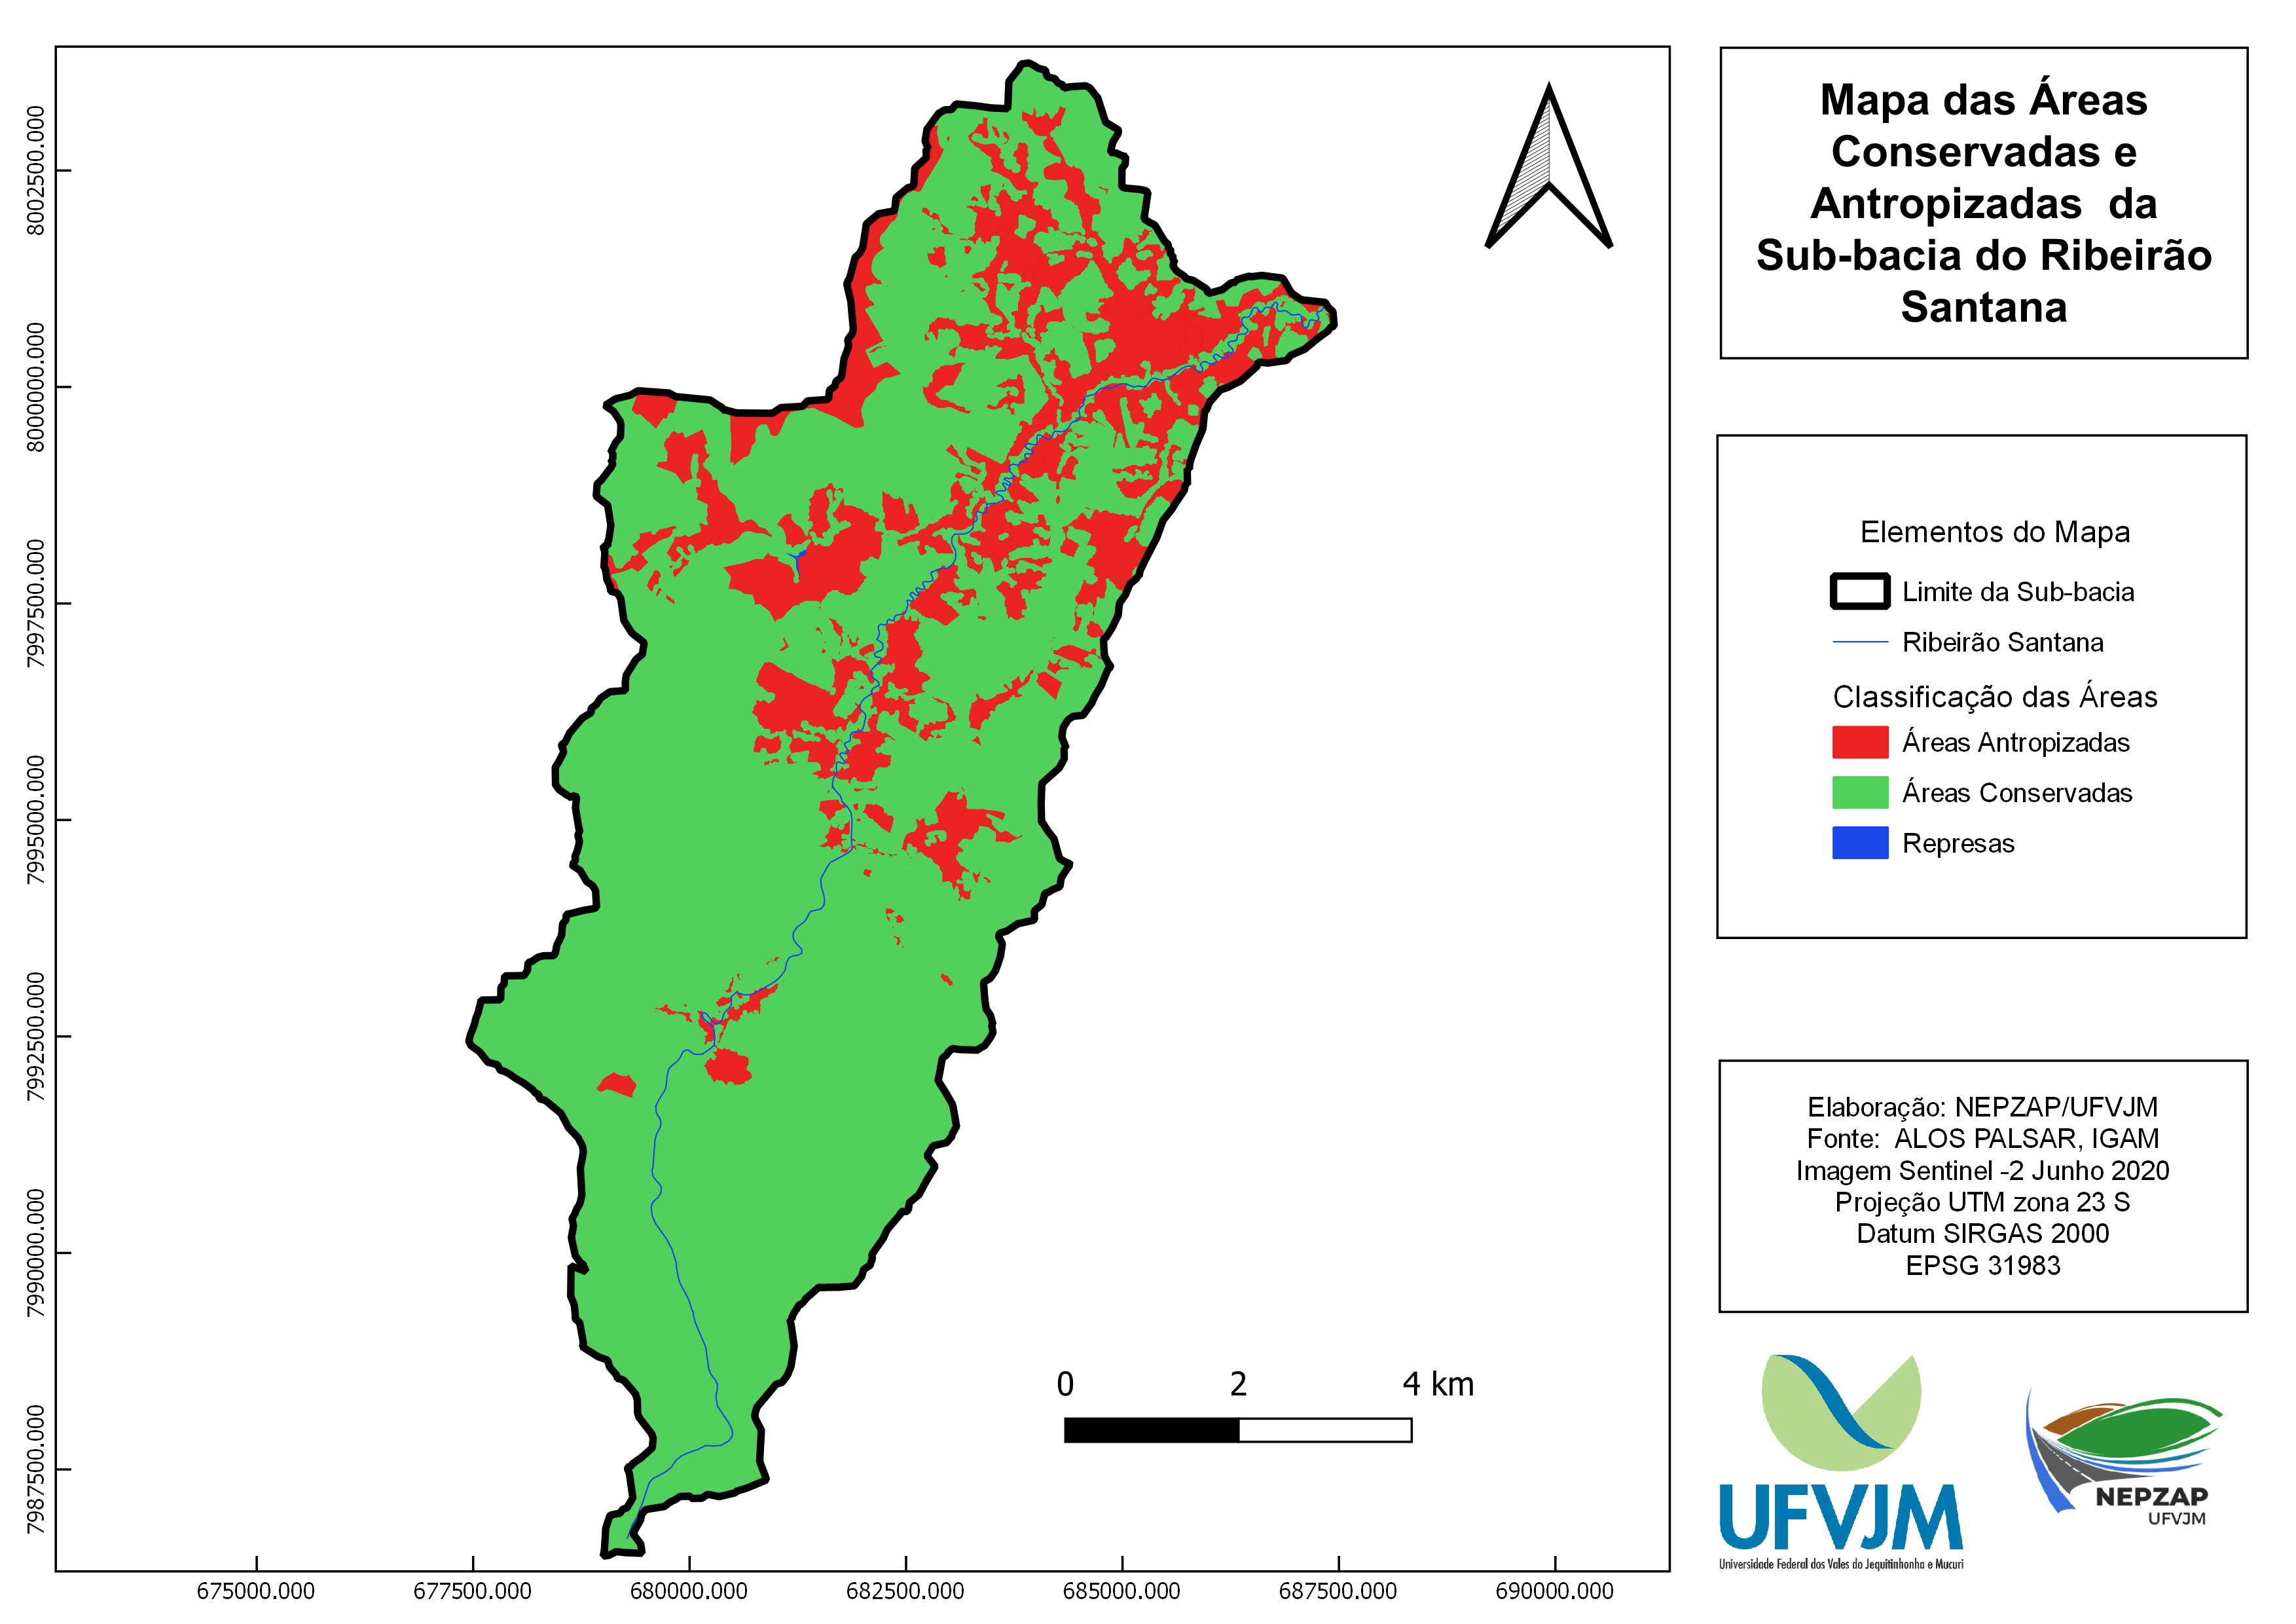 Mapa das Áreas
Conservadas e
Antropizadas  da
Sub-bacia do Ribeirão
Santana
Elementos do Mapa
Limite da Sub-bacia
Ribeirão Santana
Classificação das Áreas
Áreas Antropizadas
Áreas Conservadas
Represas
Elaboração: NEPZAP/UFVJM
Fonte:  ALOS PALSAR, IGAM
Imagem Sentinel -2 Junho 2020
Projeção UTM zona 23 S
Datum SIRGAS 2000
EPSG 31983
UFVJM
Universidade Federal dos Vales do Jequitinhonha e Mucuri
NEPZAP
UFVJM
8002500.000
8000000.000
7997500.000
7995000.000
7992500.000
7990000.000
7987500.000
0 2 4 km
675000.000 677500.000 680000.000 682500.000 685000.000 687500.000 690000.000